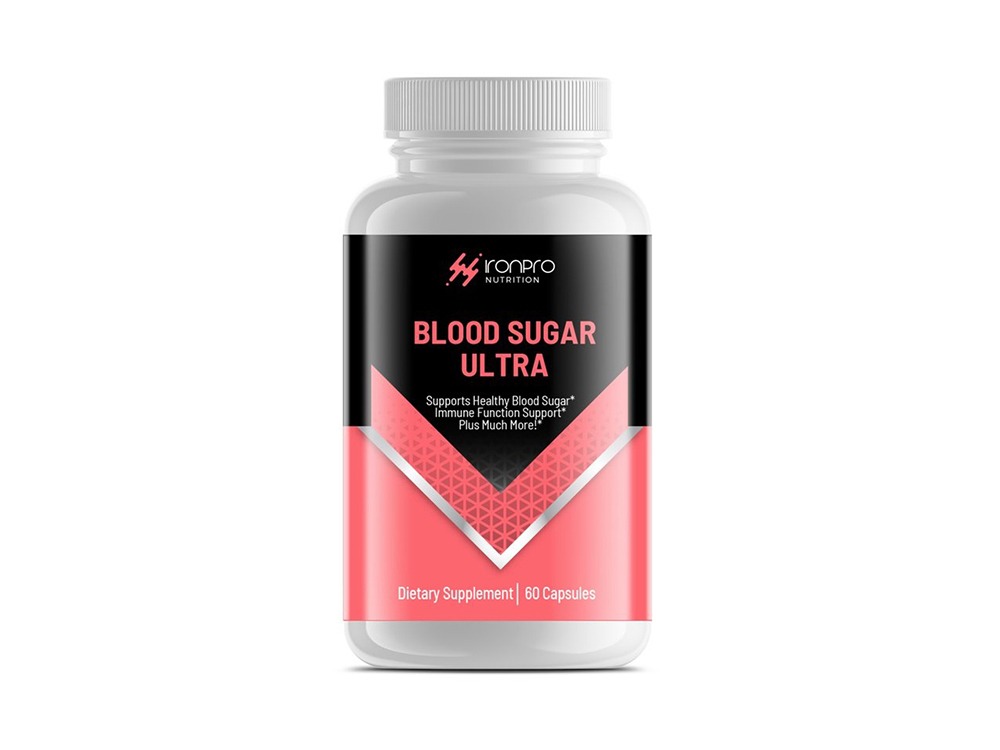 IRONPRO
NUTRITION
BLOOD SUGAR
ULTRA
Supports Healthy Blood Sugar*
Immune Function Support*
Plus Much More!*
Dietary Supplement | 60 Capsules